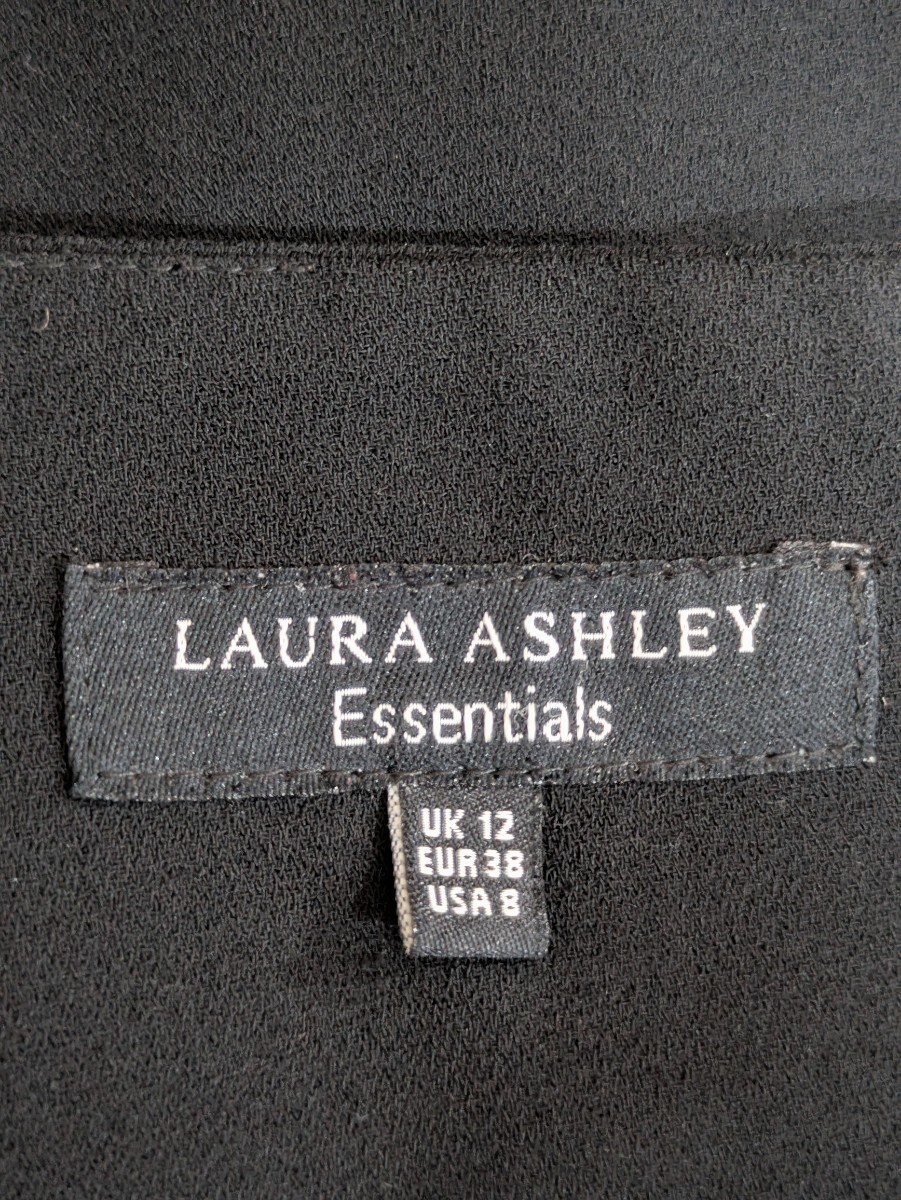 LAURA ASHLEY
Essentials
UK 12
EUR 38
USA 8